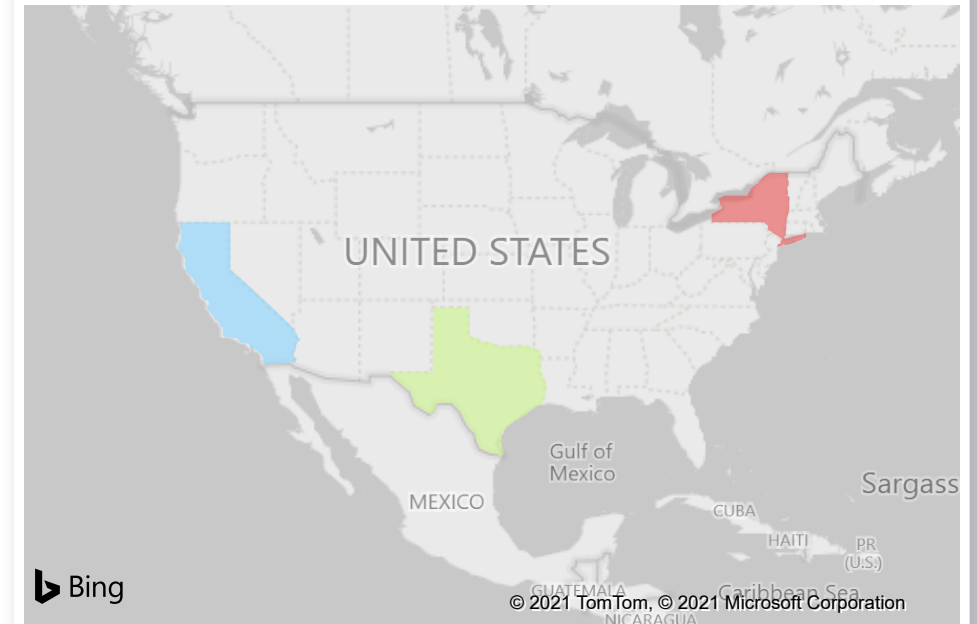 UNITED STATES
Gulf of
Mexico
Sargass
MEXICO
CUBA
HAITI
PR
(U.S.)
Bing
GUATEMALA
Caribbean Sea
© 2021 TomTom, © 2021 Microsoft Corporation
NICARAGUA